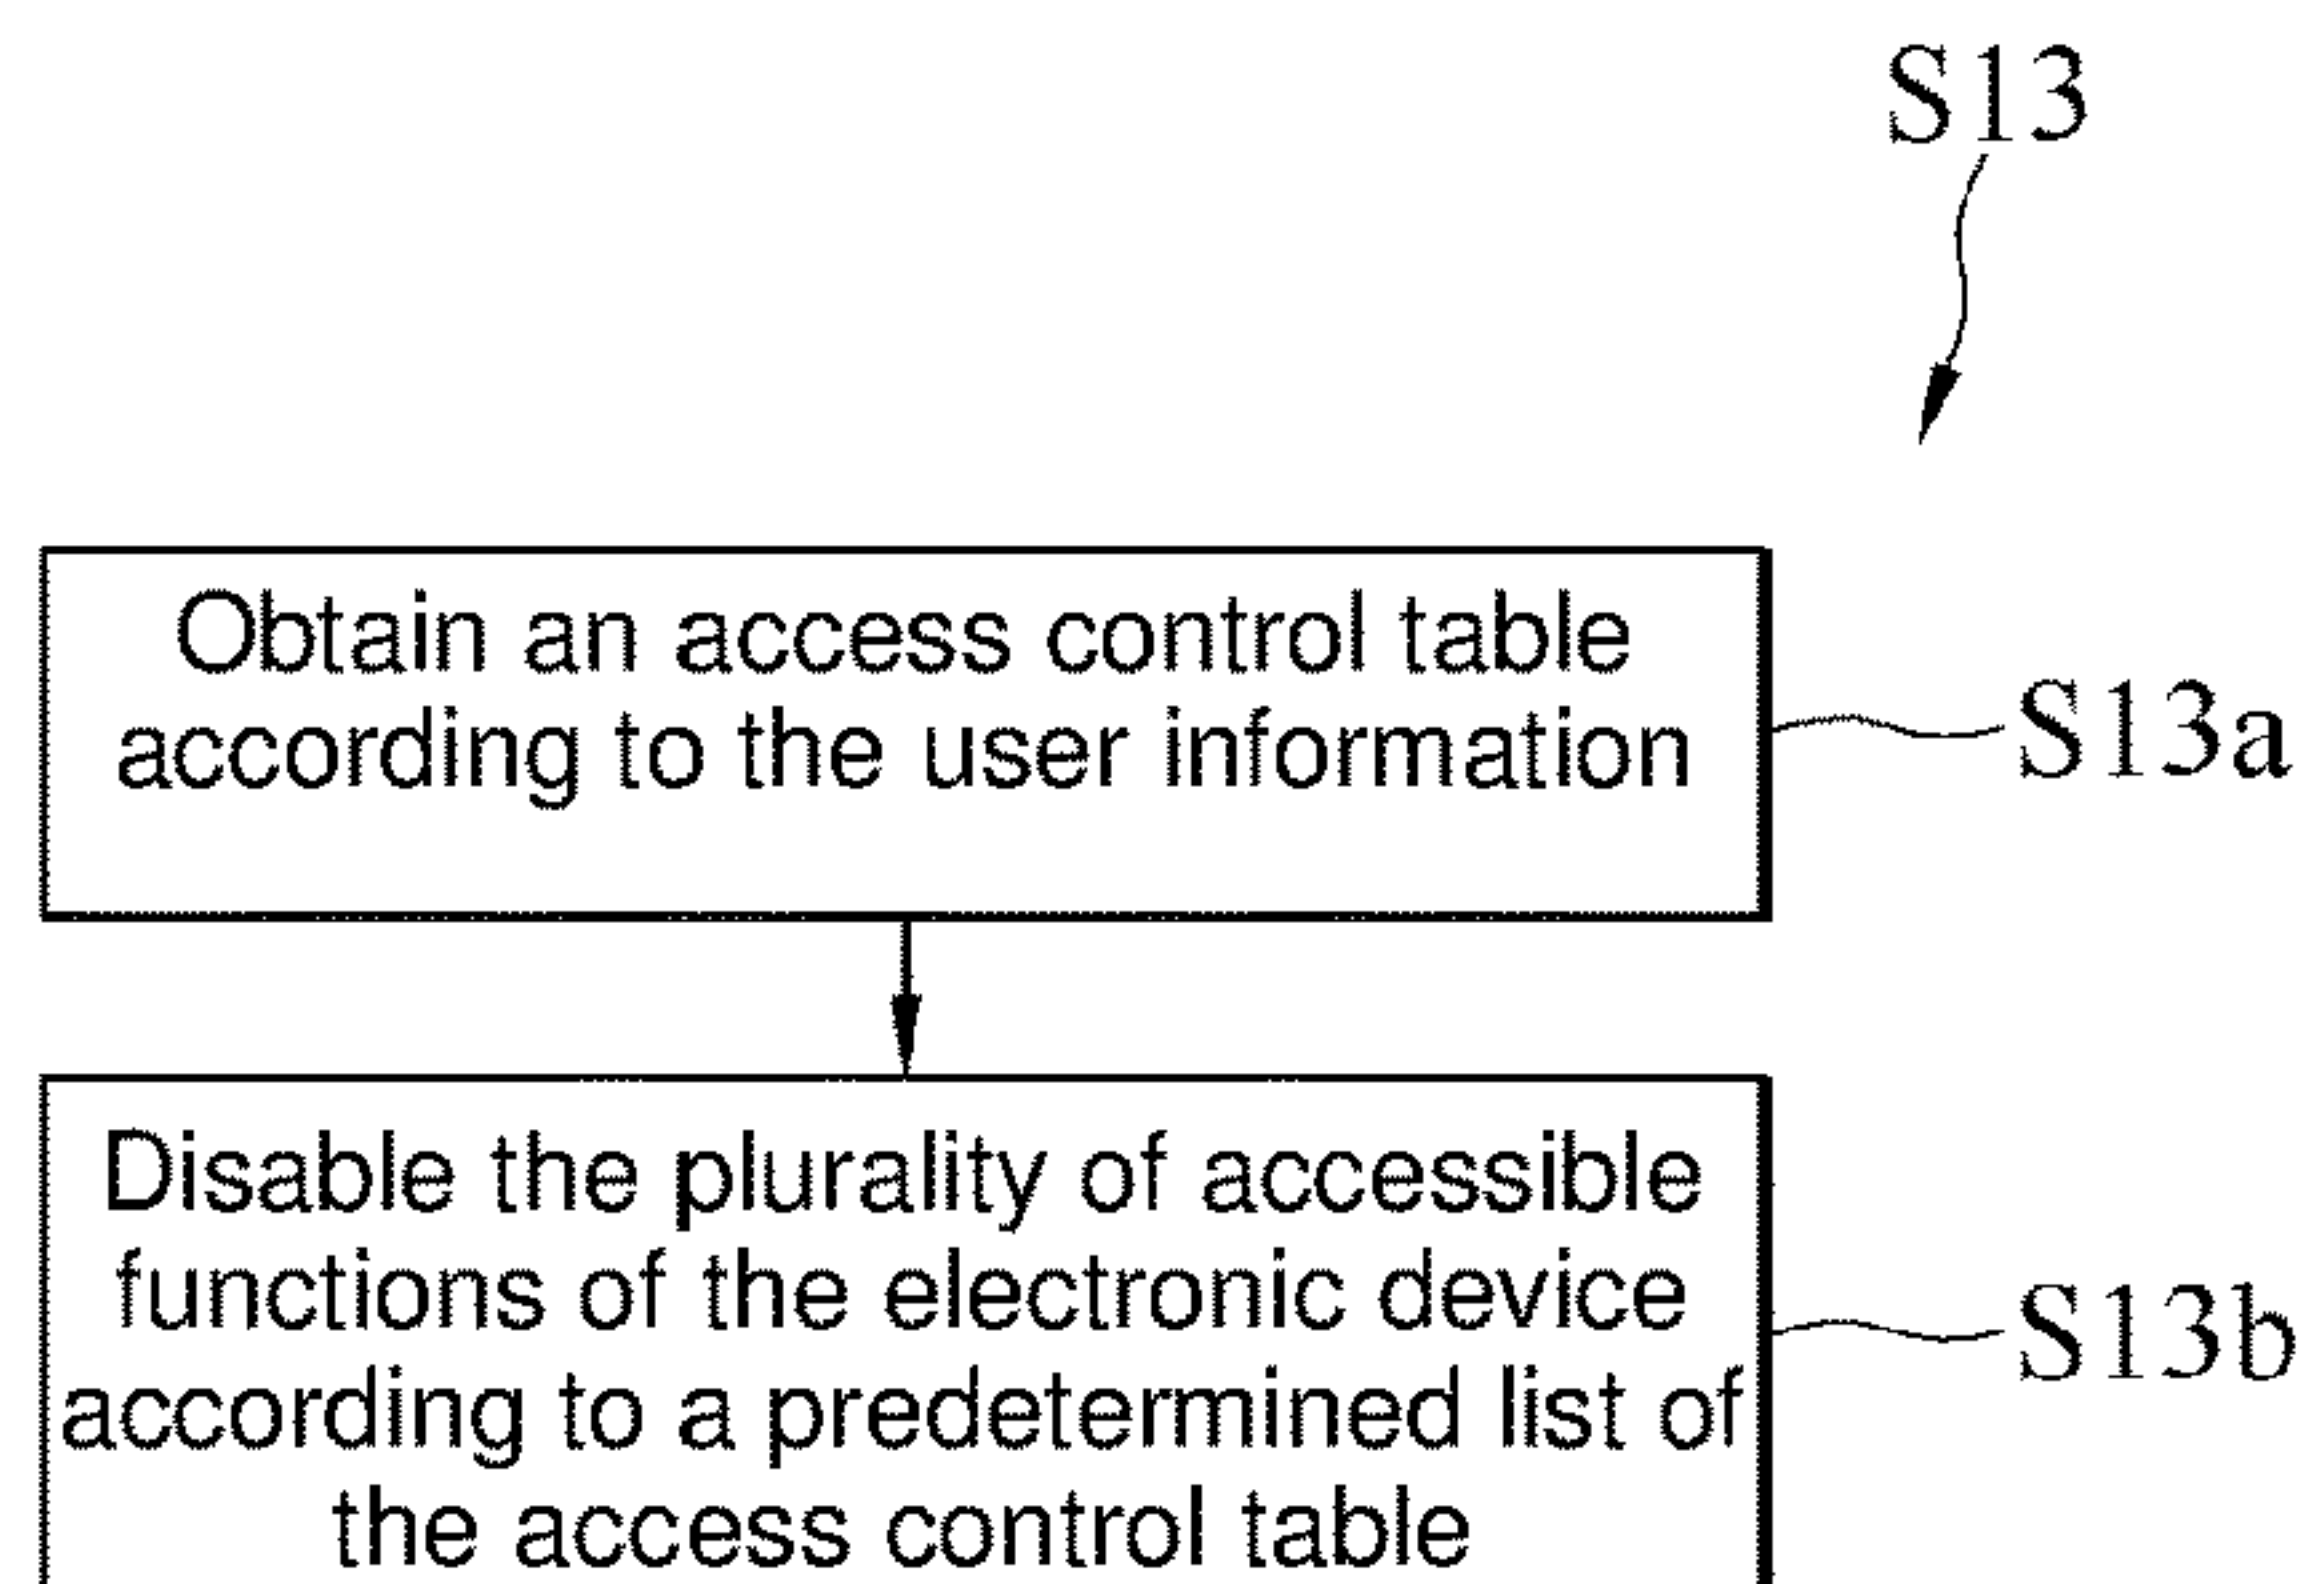 S13
Obtain an access control table
according to the user information
S13a
Disable the plurality of accessible
functions of the electronic device
according to a predetermined list of
the access control table
S13b